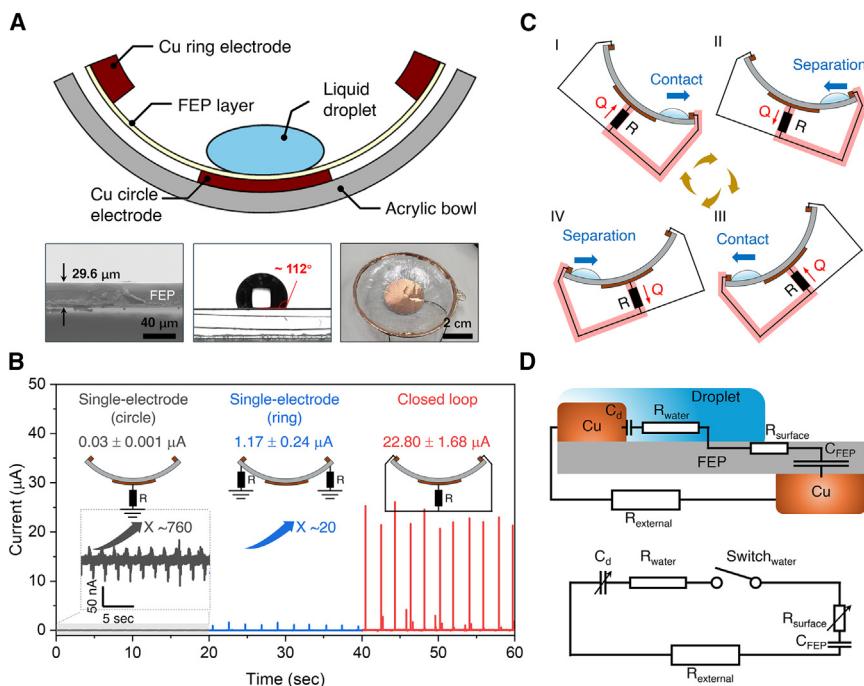 A
Cu ring electrode
FEP layer
Liquid
droplet
Cu circle
electrode
Acrylic bowl
29.6 μm
FEP
40 μm
~ 112°
2 cm
B
Single-electrode
(circle)
0.03 ± 0.001 μA
Single-electrode
(ring)
1.17 ± 0.24 μA
Closed loop
22.80 ± 1.68 μA
R
R
R
R
X ~760
X ~20
50 nA
5 sec
Current (μA)
50
40
30
20
10
0
0
10
20
30
40
50
60
Time (sec)
C
I
Contact
Q
R
II
Separation
Q
R
IV
Separation
R
Q
III
Contact
R
Q
D
Droplet
Cd
Rwater
Cu
Rsurface
CFEP
FEP
Cu
Rexternal
Cd
Rwater
Switchwater
Rsurface
CFEP
Rexternal